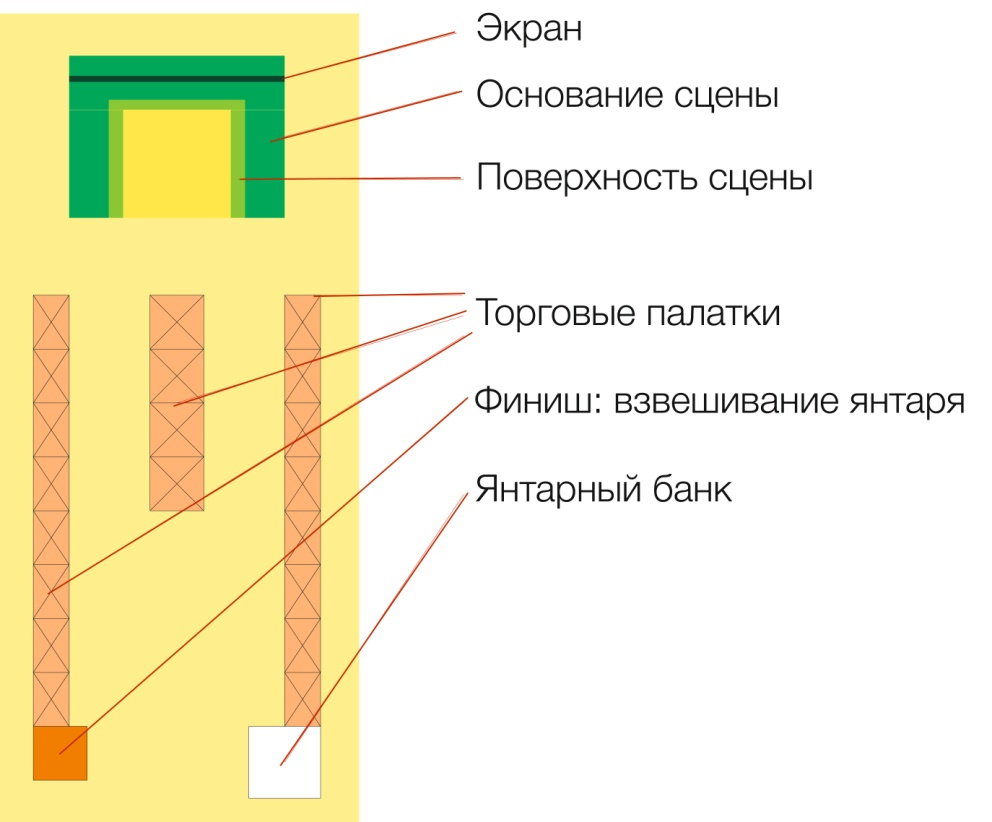 Экран
Основание сцены
Поверхность сцены
Торговые палатки
Финиш: взвешивание янтаря
Янтарный банк